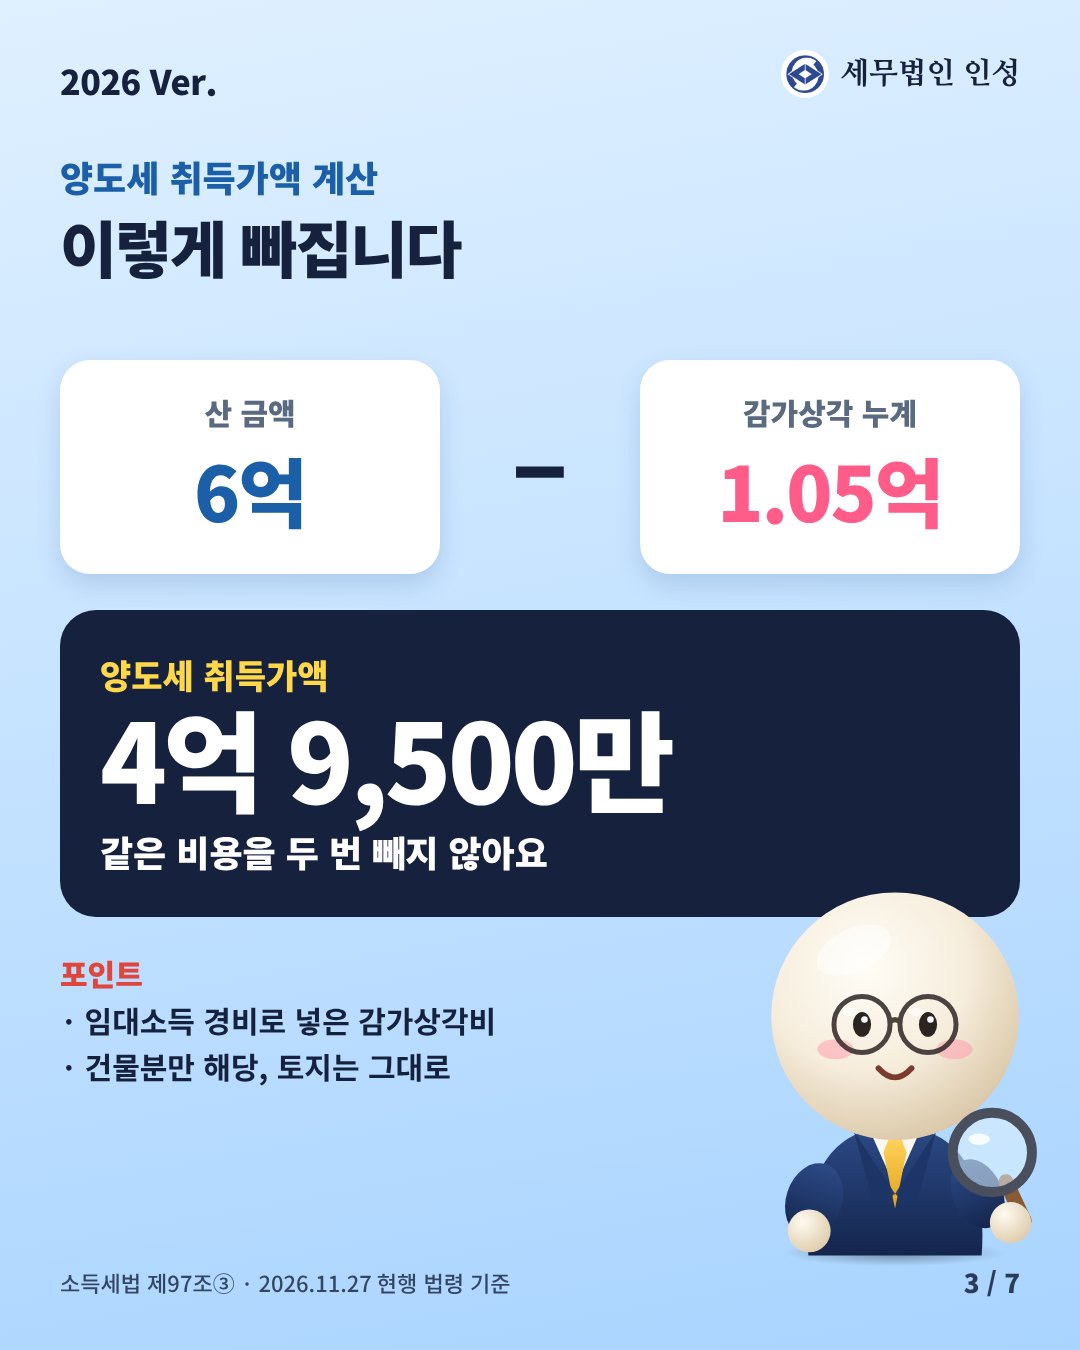 2026 Ver.
세무법인 인성
양도세 취득가액 계산
이렇게 빠집니다
산 금액
6억
−
감가상각 누계
1.05억
양도세 취득가액
4억 9,500만
같은 비용을 두 번 빼지 않아요
포인트
· 임대소득 경비로 넣은 감가상각비
· 건물분만 해당, 토지는 그대로
소득세법 제97조③ · 2026.11.27 현행 법령 기준
3 / 7